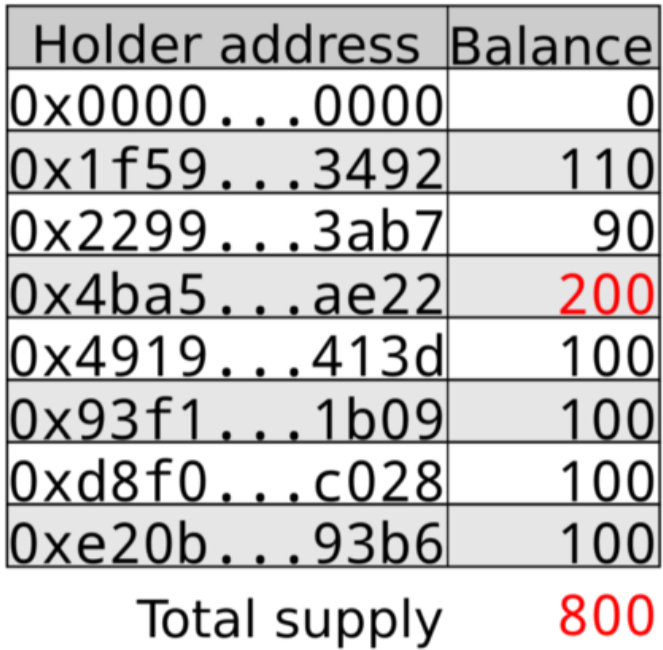 Holder address Balance
0x0000...0000 0
0x1f59...3492 110
0x2299...3ab7 90
0x4ba5...ae22 200
0x4919...413d 100
0x93f1...1b09 100
0xd8f0...c028 100
0xe20b...93b6 100
Total supply 800